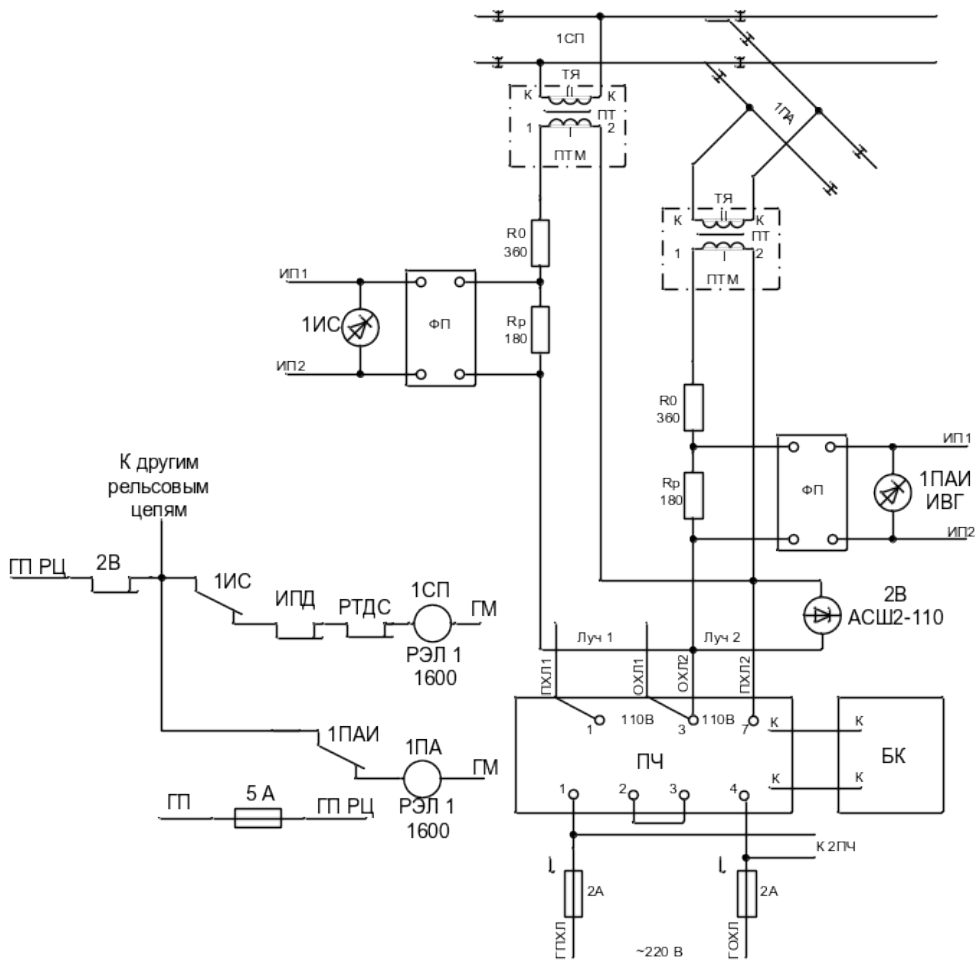 1СП
ТЯ
II
К
К
ПТ
1
2
I
ПТМ
1ПА
ТЯ
II
К
К
ПТ
1
2
I
ПТМ
R0
360
Rр
180
ИП1
1ИС
ФП
ИП2
R0
360
Rр
180
ИП1
ФП
1ПАИ
ИВГ
ИП2
К другим
рельсовым
цепям
ГП РЦ
2В
1ИС
ИПД
РТДС
1СП
ГМ
РЭЛ 1
1600
2В
АСШ2-110
Луч 1
Луч 2
ПХЛ1
ОХЛ1
ОХЛ2
ПХЛ2
1
110В
3
110В
7
К
К
ПЧ
БК
К
К
1
2
3
4
1ПАИ
1ПА
ГМ
РЭЛ 1
1600
ГП
5 А
ГП РЦ
К 2ПЧ
2А
2А
ГПХЛ
~220 В
ГОХЛ